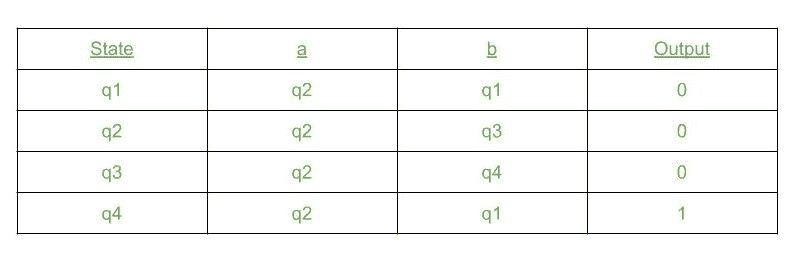 State a b Output
q1 q2 q1 0
q2 q2 q3 0
q3 q2 q4 0
q4 q2 q1 1